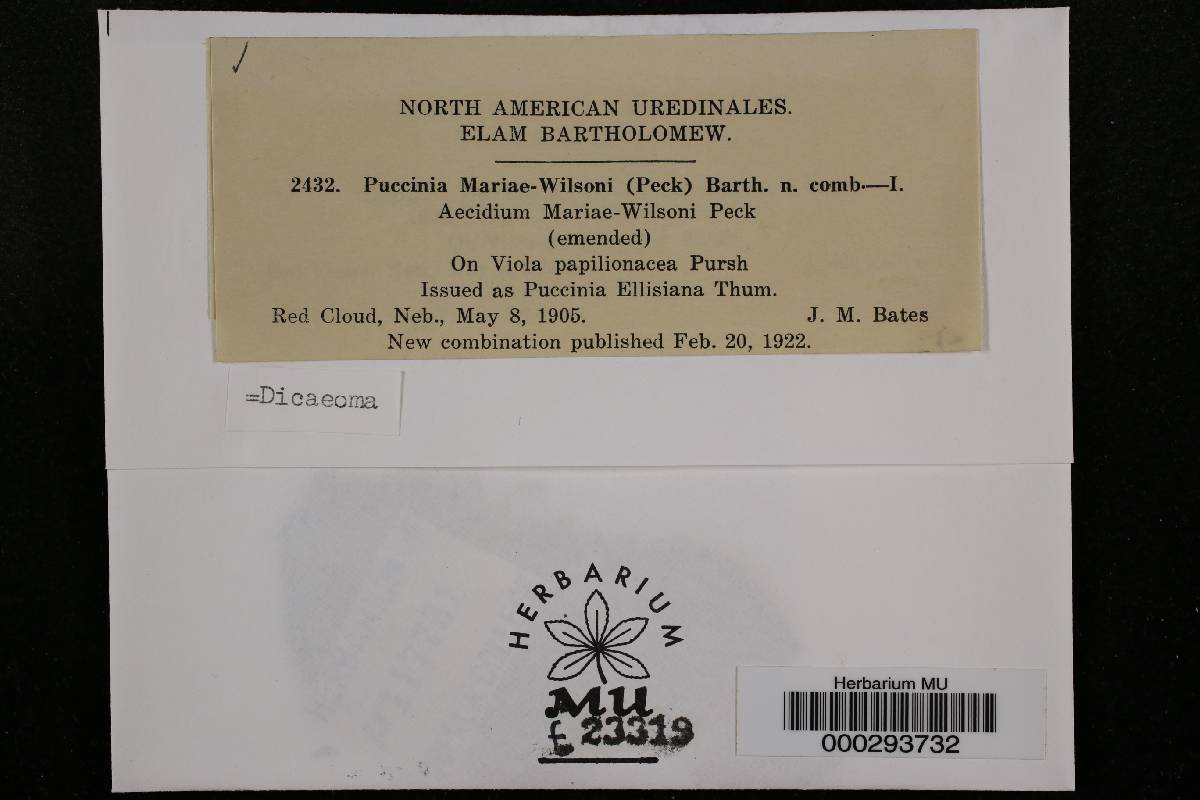 NORTH AMERICAN UREDINALES.
ELAM BARTHOLOMEW.
2432. Puccinia Mariae-Wilsoni (Peck) Barth. n. comb.—I.
Aecidium Mariae-Wilsoni Peck
(emended)
On Viola papilionacea Pursh
Issued as Puccinia Ellisiana Thum.
Red Cloud, Neb., May 8, 1905. J. M. Bates
New combination published Feb. 20, 1922.
=Dicaeoma
HERBARIUM
MU
F 23319
Herbarium MU
000293732